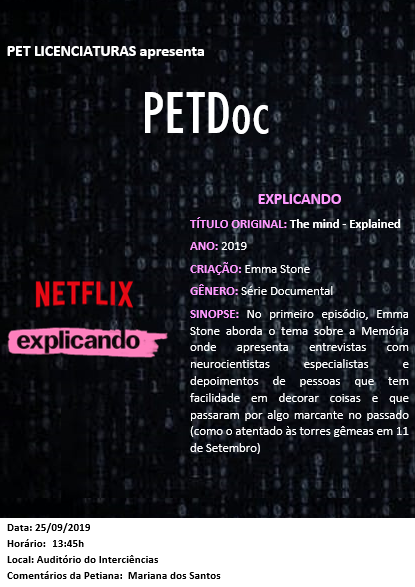 PET LICENCIATURAS apresenta
PETDoc
EXPLICANDO
TÍTULO ORIGINAL: The mind - Explained
ANO: 2019
CRIAÇÃO: Emma Stone
GÊNERO: Série Documental
SINOPSE: No primeiro episódio, Emma
Stone aborda o tema sobre a Memória
onde apresenta entrevistas com
neurocientistas especialistas e
depoimentos de pessoas que tem
facilidade em decorar coisas e que
passaram por algo marcante no passado
(como o atentado às torres gêmeas em 11
de Setembro)
NETFLIX
explicando
Data: 25/09/2019
Horário: 13:45h
Local: Auditório do Interciências
Comentários da Petiana: Mariana dos Santos